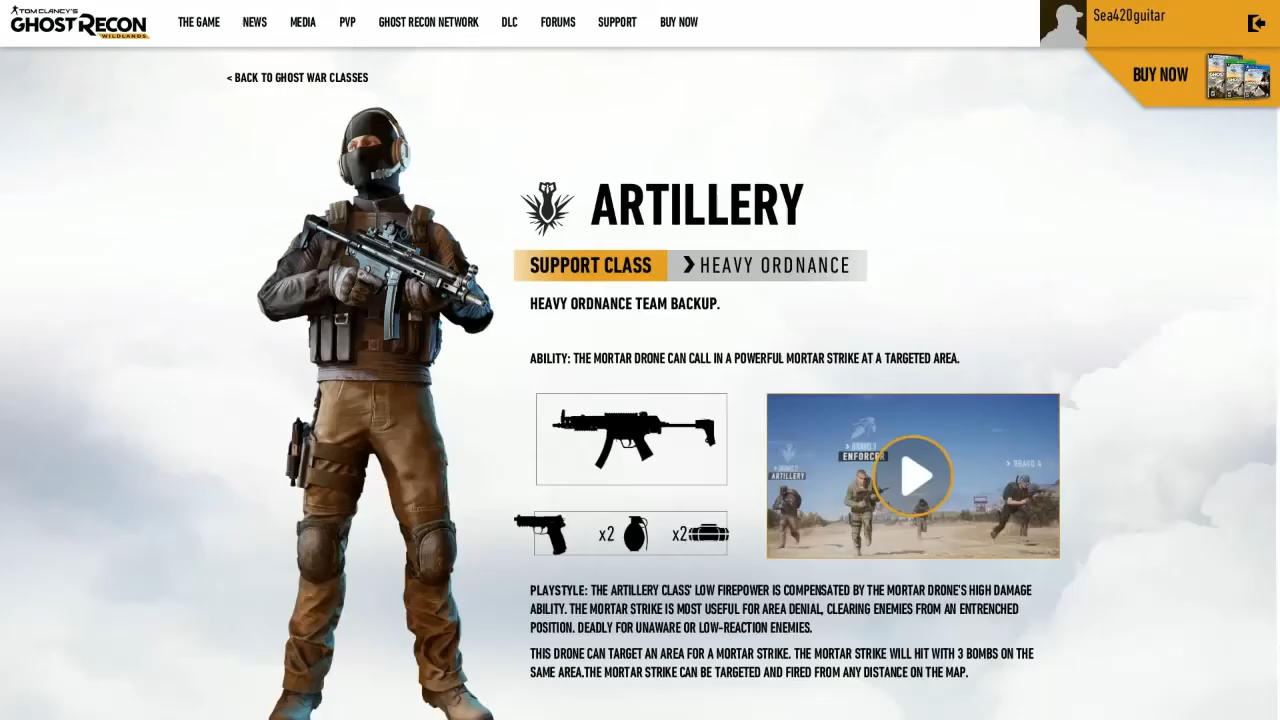 TOM CLANCY'S
GHOST RECON
WILDLANDS
THE GAME NEWS MEDIA PVP GHOST RECON NETWORK DLC FORUMS SUPPORT BUY NOW
Sea420guitar
BUY NOW
< BACK TO GHOST WAR CLASSES
ARTILLERY
SUPPORT CLASS HEAVY ORDNANCE
HEAVY ORDNANCE TEAM BACKUP.
ABILITY: THE MORTAR DRONE CAN CALL IN A POWERFUL MORTAR STRIKE AT A TARGETED AREA.
ENFORCER
ARTILLERY
BRAVO 4
x2 x2
PLAYSTYLE: THE ARTILLERY CLASS' LOW FIREPOWER IS COMPENSATED BY THE MORTAR DRONE'S HIGH DAMAGE
ABILITY. THE MORTAR STRIKE IS MOST USEFUL FOR AREA DENIAL, CLEARING ENEMIES FROM AN ENTRENCHED
POSITION. DEADLY FOR UNAWARE OR LOW-REACTION ENEMIES.
THIS DRONE CAN TARGET AN AREA FOR A MORTAR STRIKE. THE MORTAR STRIKE WILL HIT WITH 3 BOMBS ON THE
SAME AREA.THE MORTAR STRIKE CAN BE TARGETED AND FIRED FROM ANY DISTANCE ON THE MAP.